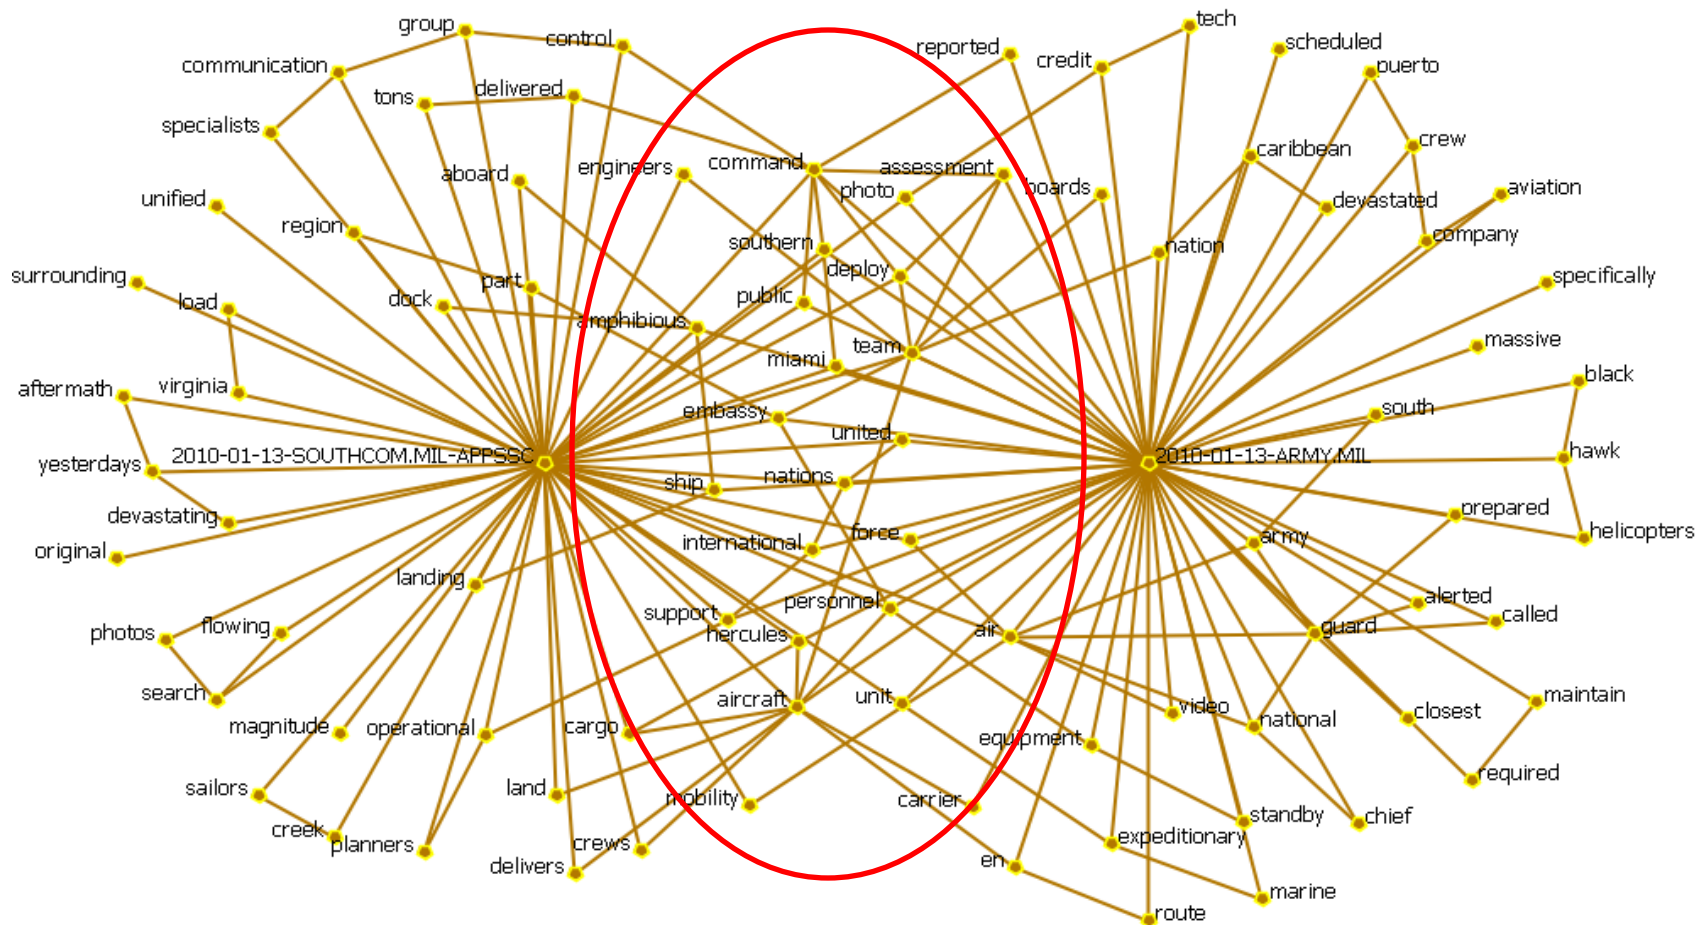 tech
group
control
scheduled
reported
credit
communication
puerto
delivered
tons
specialists
crew
command
assessment
caribbean
engineers
aboard
photo
boards
aviation
unified
devastated
region
southern
nation
company
deploy
surrounding
part
specifically
load
dock
public
amphibious
team
massive
miami
black
aftermath
virginia
embassy
south
united
2010-01-13-SOUTHCOM.MIL-APPSSC
2010-01-13-ARMY.MIL
yesterdays
hawk
ship
nations
devastating
prepared
original
international
force
army
helicopters
landing
support
personnel
alerted
photos
flowing
hercules
air
guard
called
search
aircraft
unit
maintain
magnitude
operational
cargo
video
national
closest
equipment
sailors
land
mobility
carrier
required
creek
planners
expeditionary
standby
chief
crews
delivers
en
marine
route